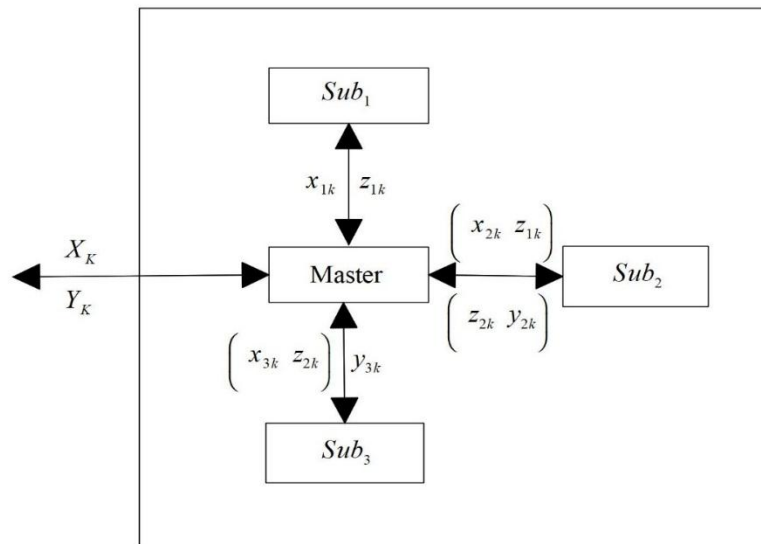 Sub₁
x₁ₖ z₁ₖ
(x₂ₖ z₁ₖ)
X_K
Master
Sub₂
Y_K
(z₂ₖ y₂ₖ)
(x₃ₖ z₂ₖ) y₃ₖ
Sub₃